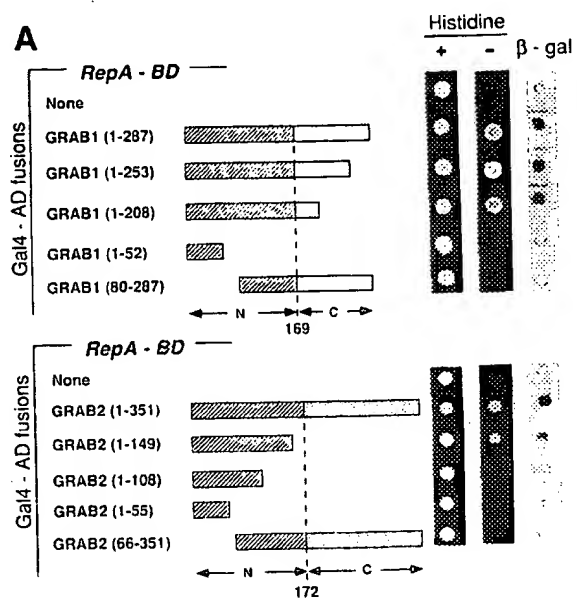 A
Histidine
+ - β - gal
RepA - BD
Gal4 - AD fusions
None
GRAB1 (1-287)
GRAB1 (1-253)
GRAB1 (1-208)
GRAB1 (1-52)
GRAB1 (80-287)
N C
169
RepA - BD
Gal4 - AD fusions
None
GRAB2 (1-351)
GRAB2 (1-149)
GRAB2 (1-108)
GRAB2 (1-55)
GRAB2 (66-351)
N C
172